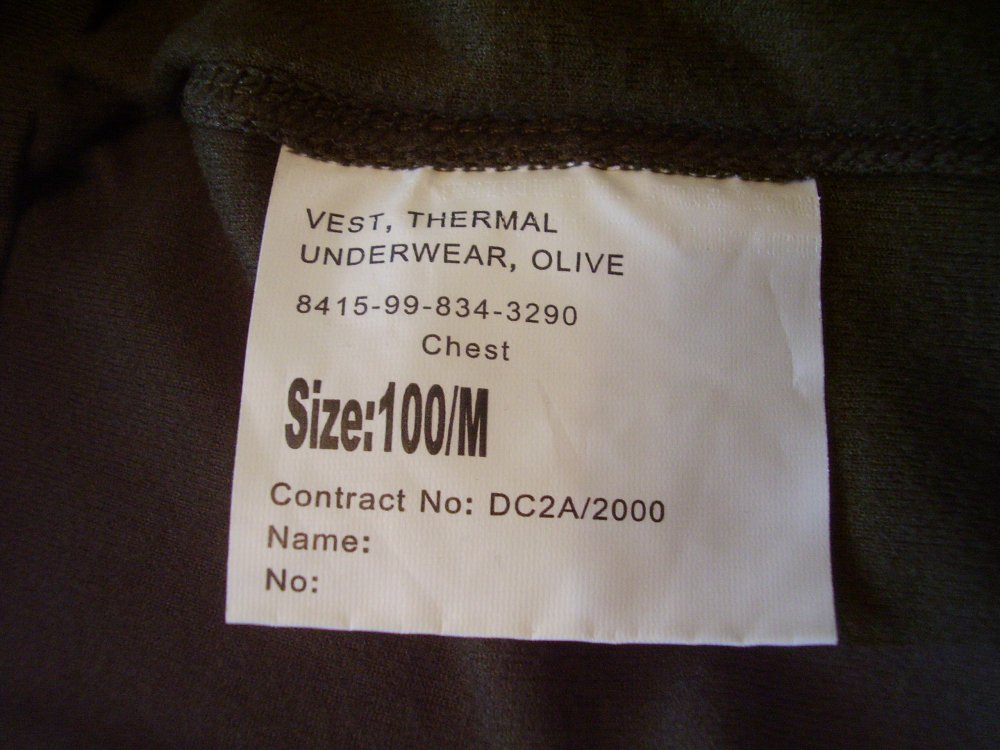 VEST, THERMAL
UNDERWEAR, OLIVE
8415-99-834-3290
Chest
Size:100/M
Contract No: DC2A/2000
Name:
No: